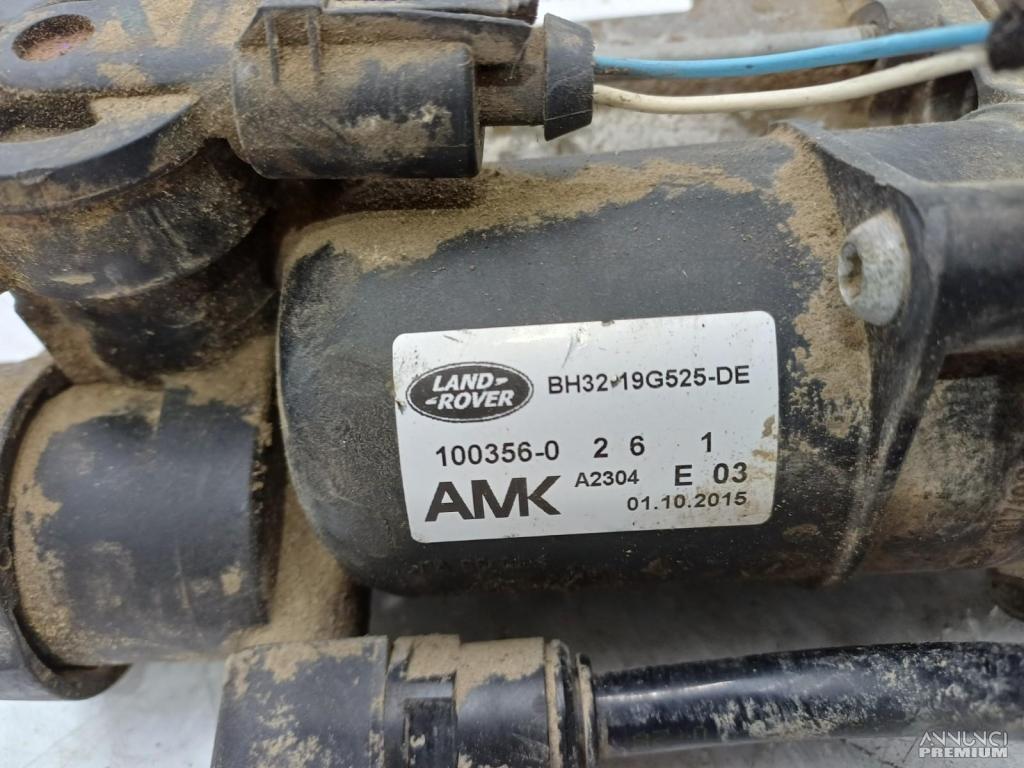 LAND ROVER BH32-19G525-DE
100356-0 2 6 1
AMK A2304 E 03
01.10.2015
ANNUNCI
PREMIUM